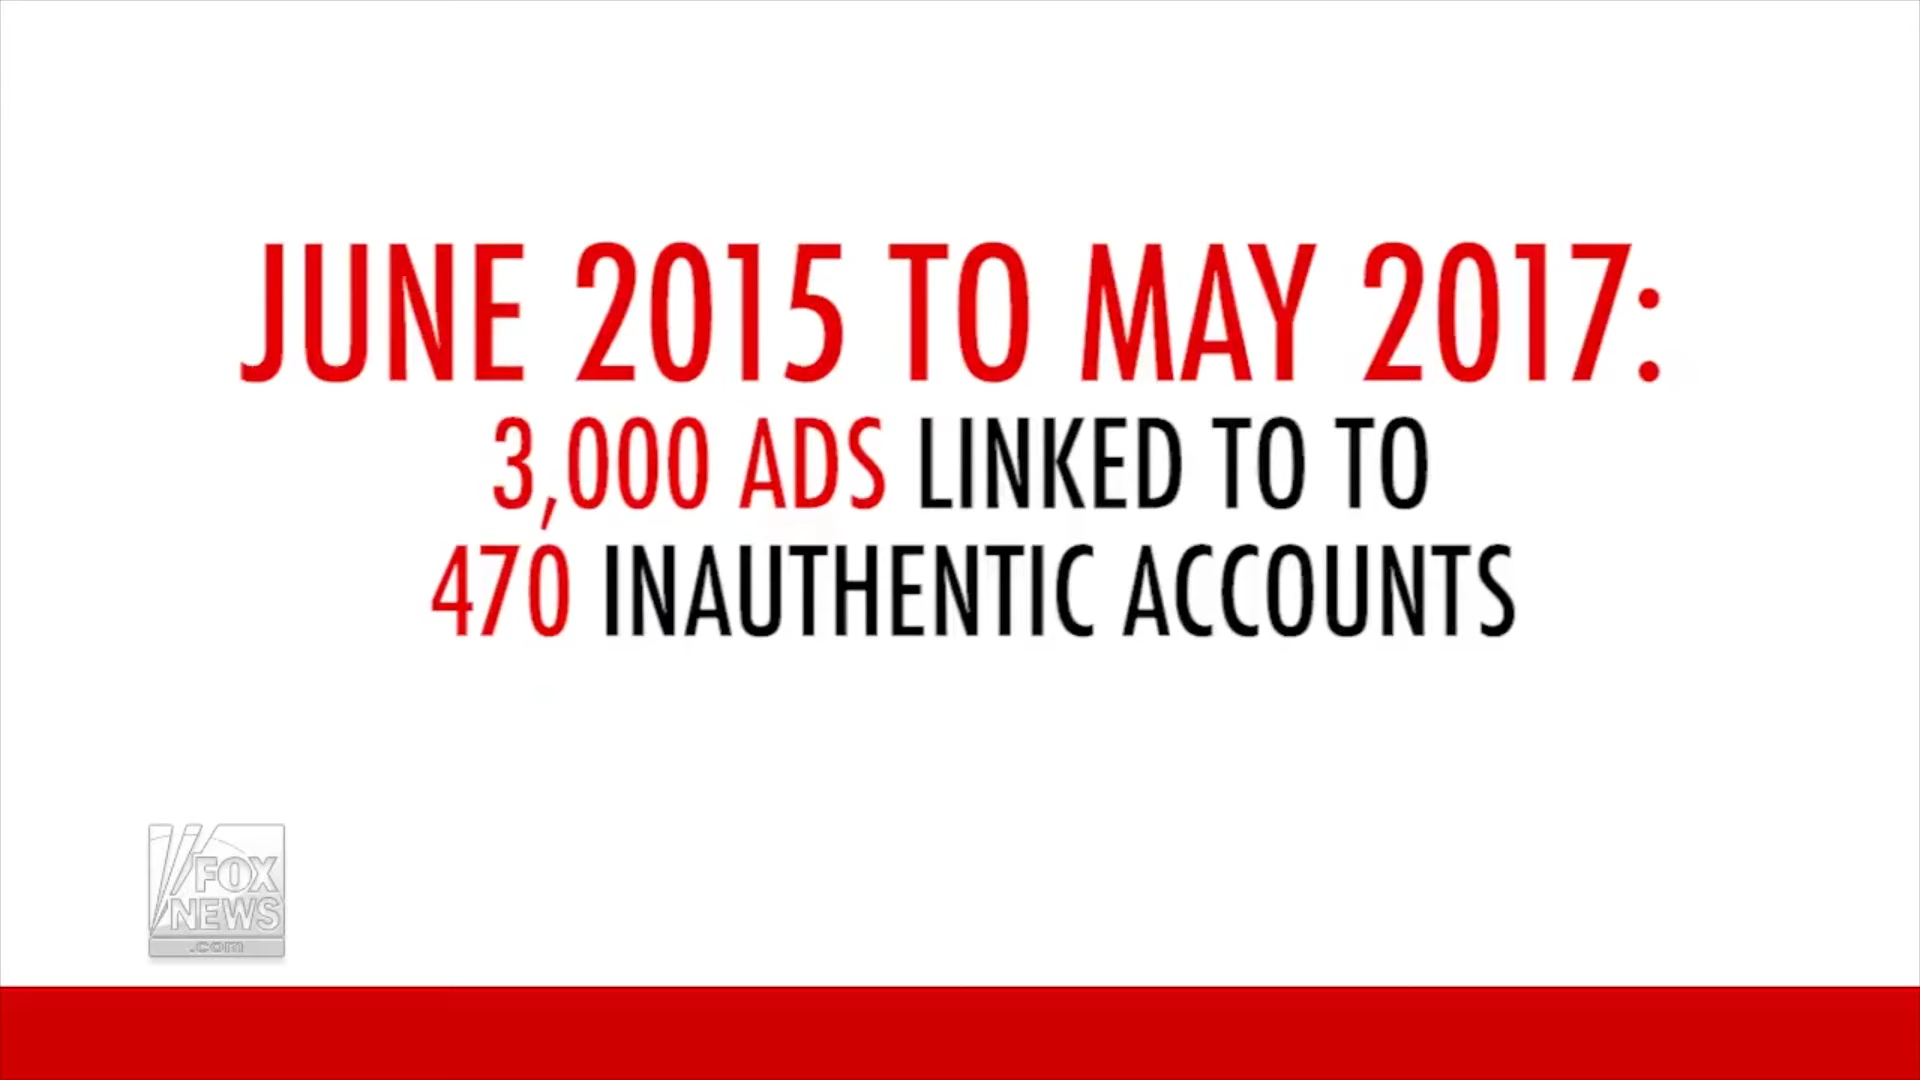 JUNE 2015 TO MAY 2017:
3,000 ADS LINKED TO TO
470 INAUTHENTIC ACCOUNTS
FOX
NEWS
.com